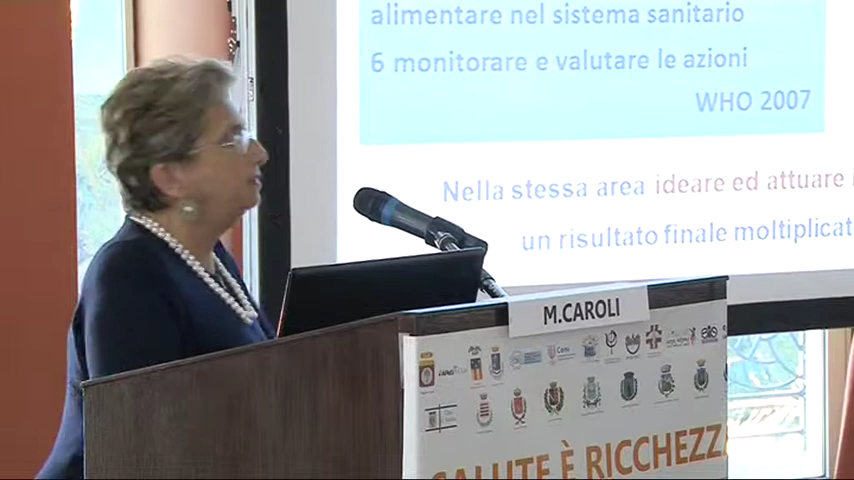 alimentare nel sistema sanitario
6 monitorare e valutare le azioni
WHO 2007
Nella stessa area ideare ed attuare
un risultato finale moltiplicat
M.CAROLI
SALUTE È RICCHEZZ